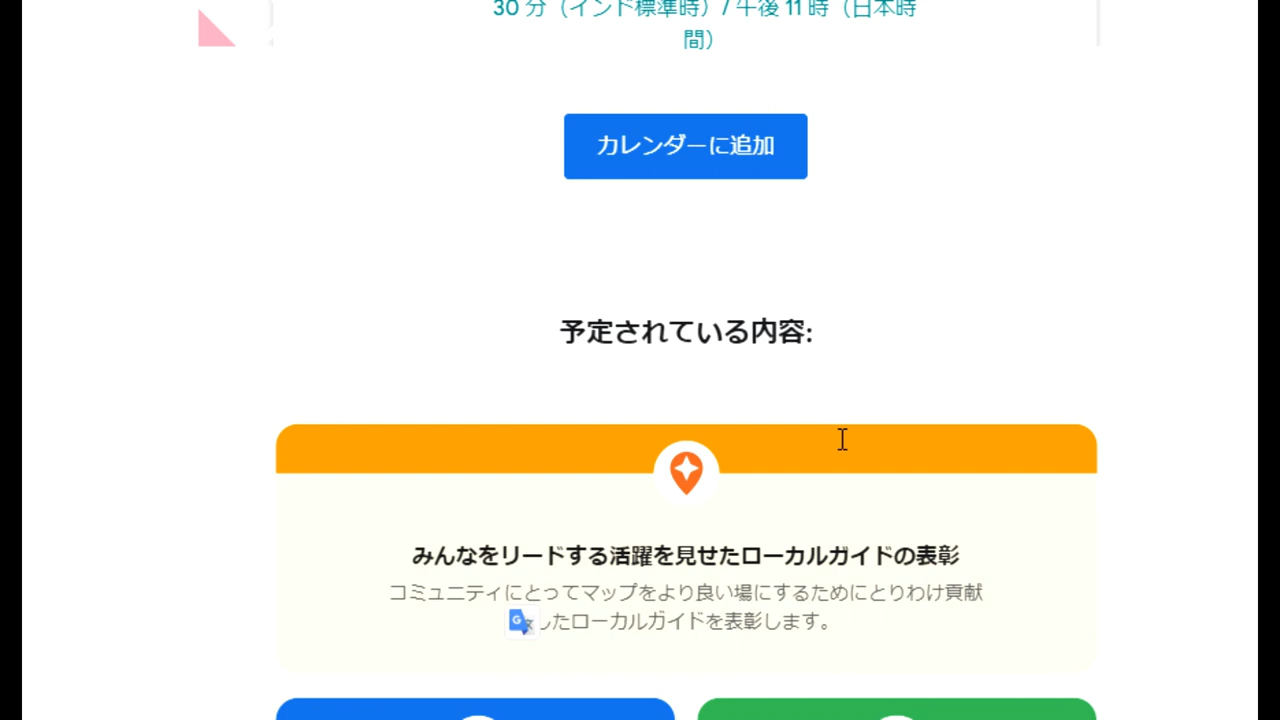 30 分（インド標準時）/ 午後 11 時（日本時
間）
カレンダーに追加
予定されている内容:
みんなをリードする活躍を見せたローカルガイドの表彰
コミュニティにとってマップをより良い場にするためにとりわけ貢献
したローカルガイドを表彰します。